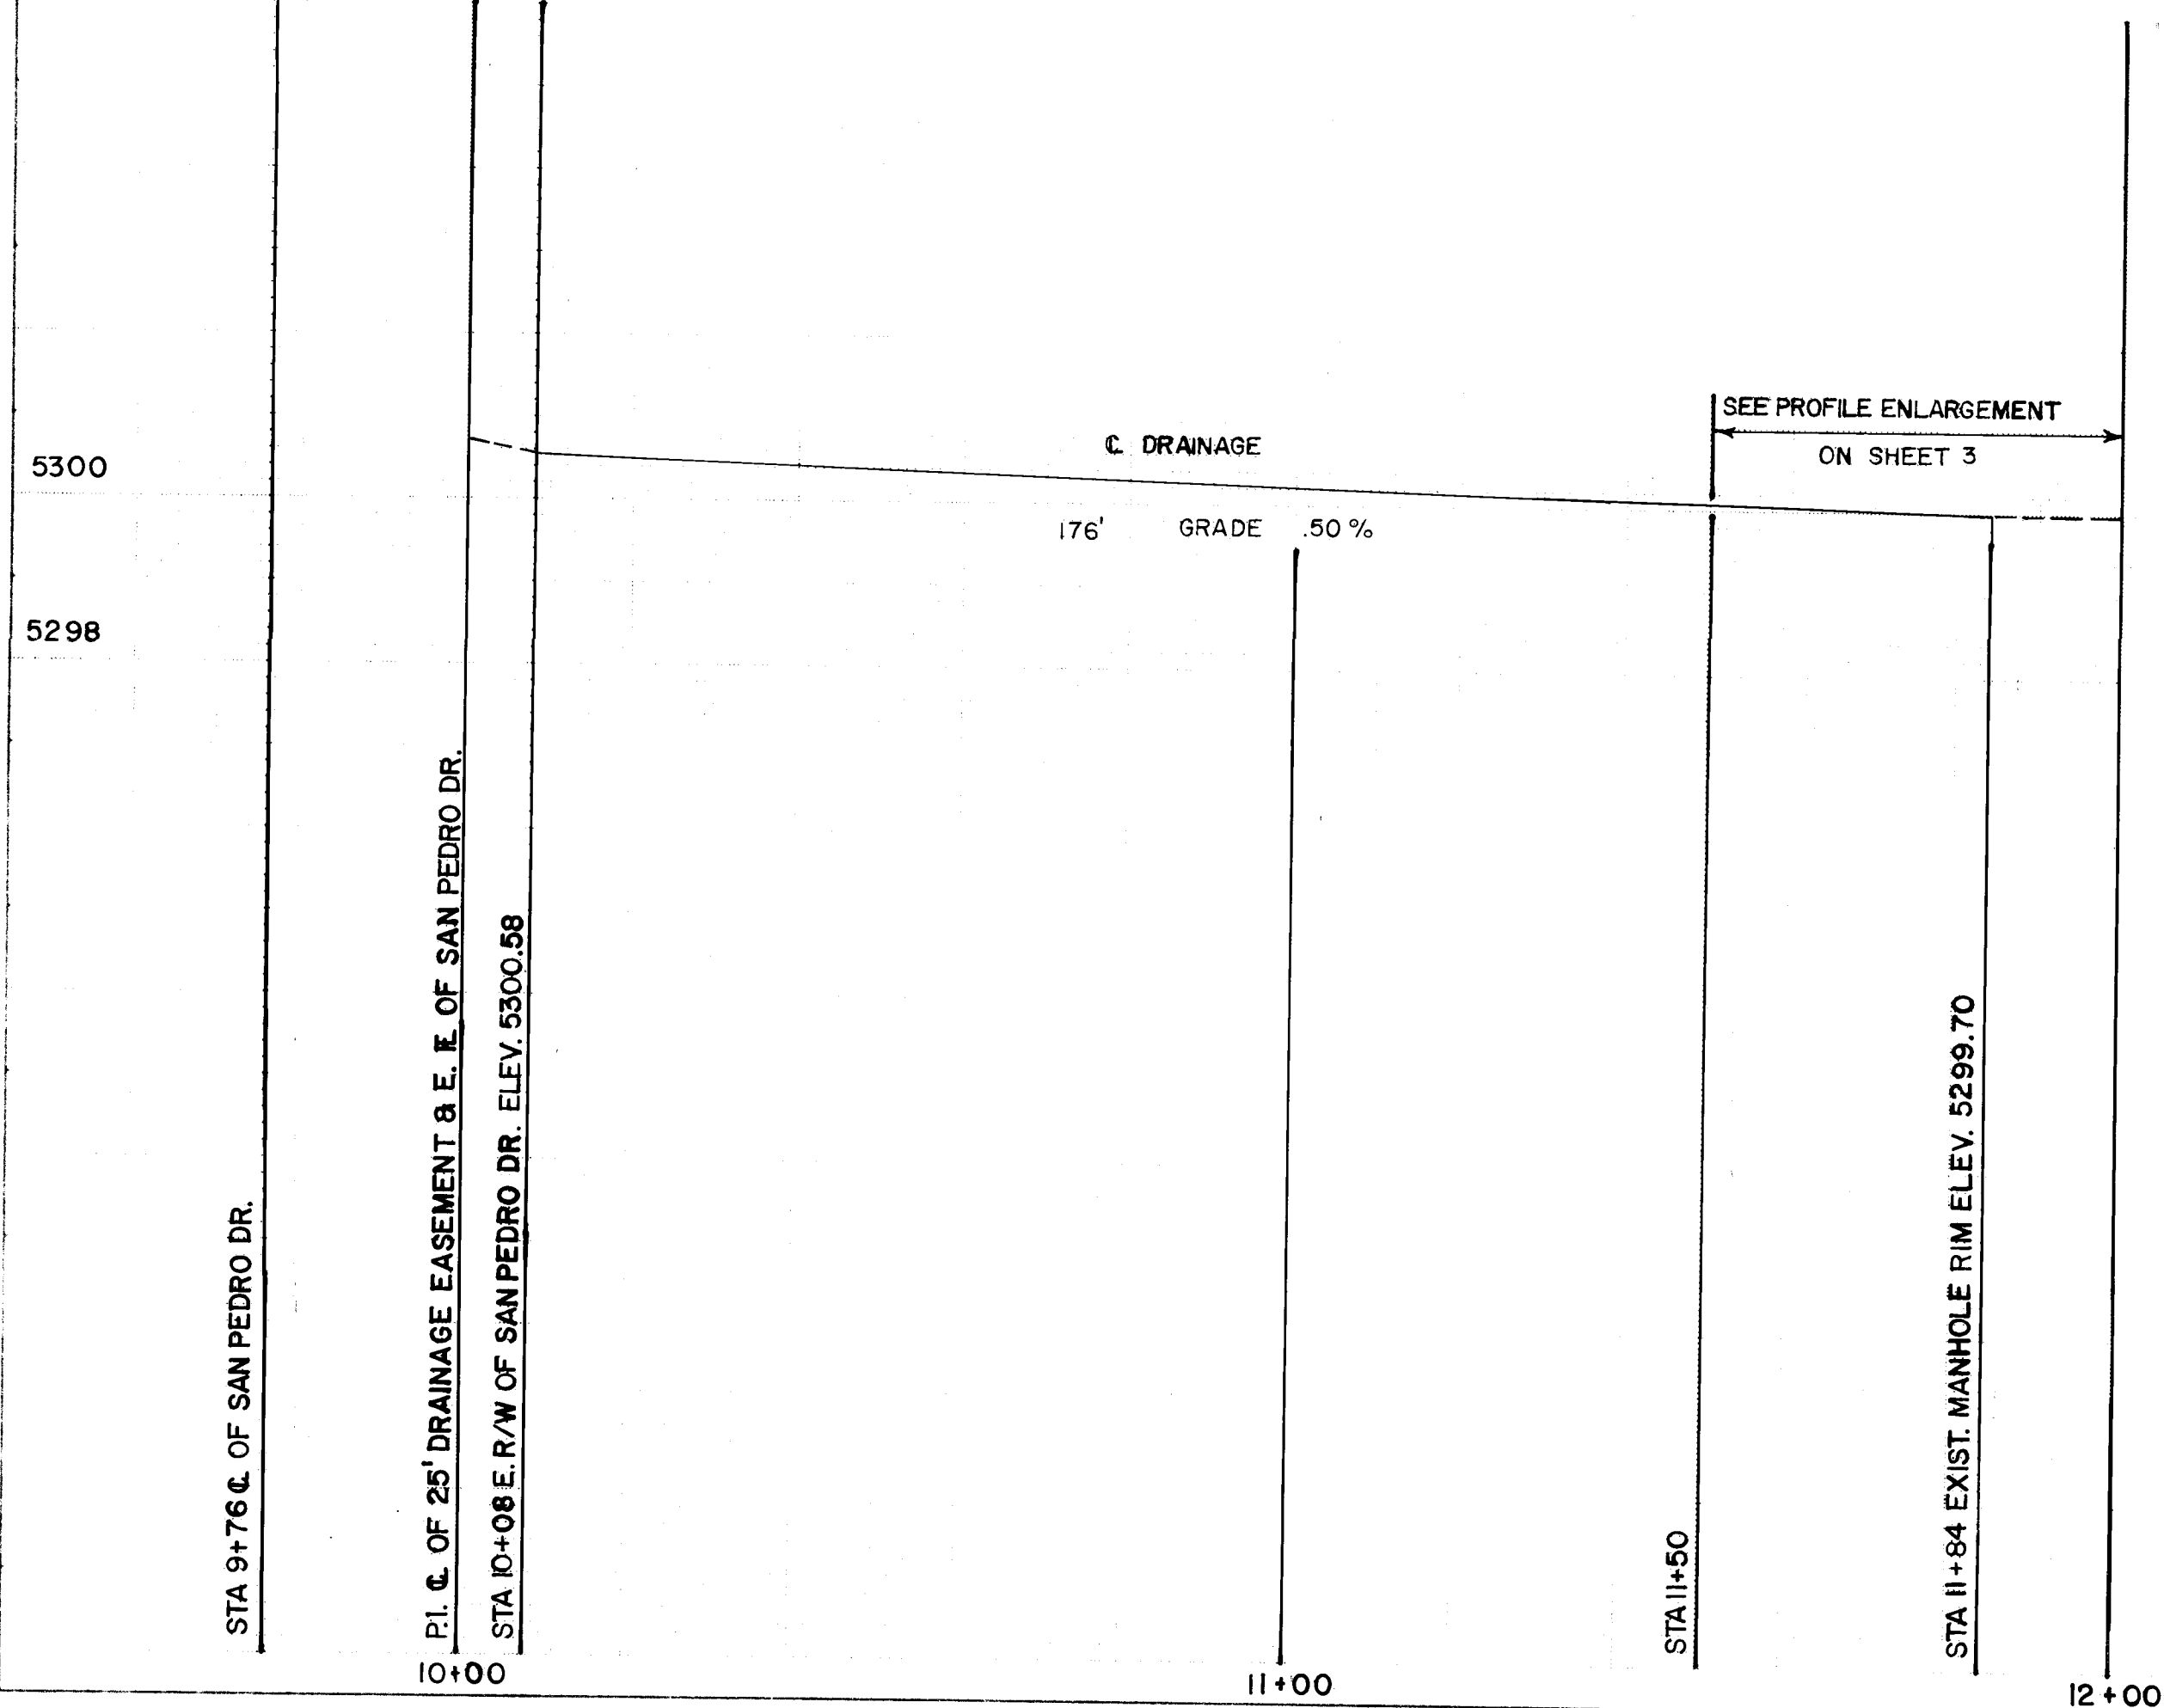 SEE PROFILE ENLARGEMENT
ON SHEET 3
℄ DRAINAGE
5300
176' GRADE .50 %
5298
STA 9+76 ℄ OF SAN PEDRO DR.
P.I. ℄ OF 25' DRAINAGE EASEMENT & E. ⅊ OF SAN PEDRO DR.
STA 10+08 E. R/W OF SAN PEDRO DR. ELEV. 5300.58
STA 11+50
STA 11+84 EXIST. MANHOLE RIM ELEV. 5299.70
10+00
11+00
12+00